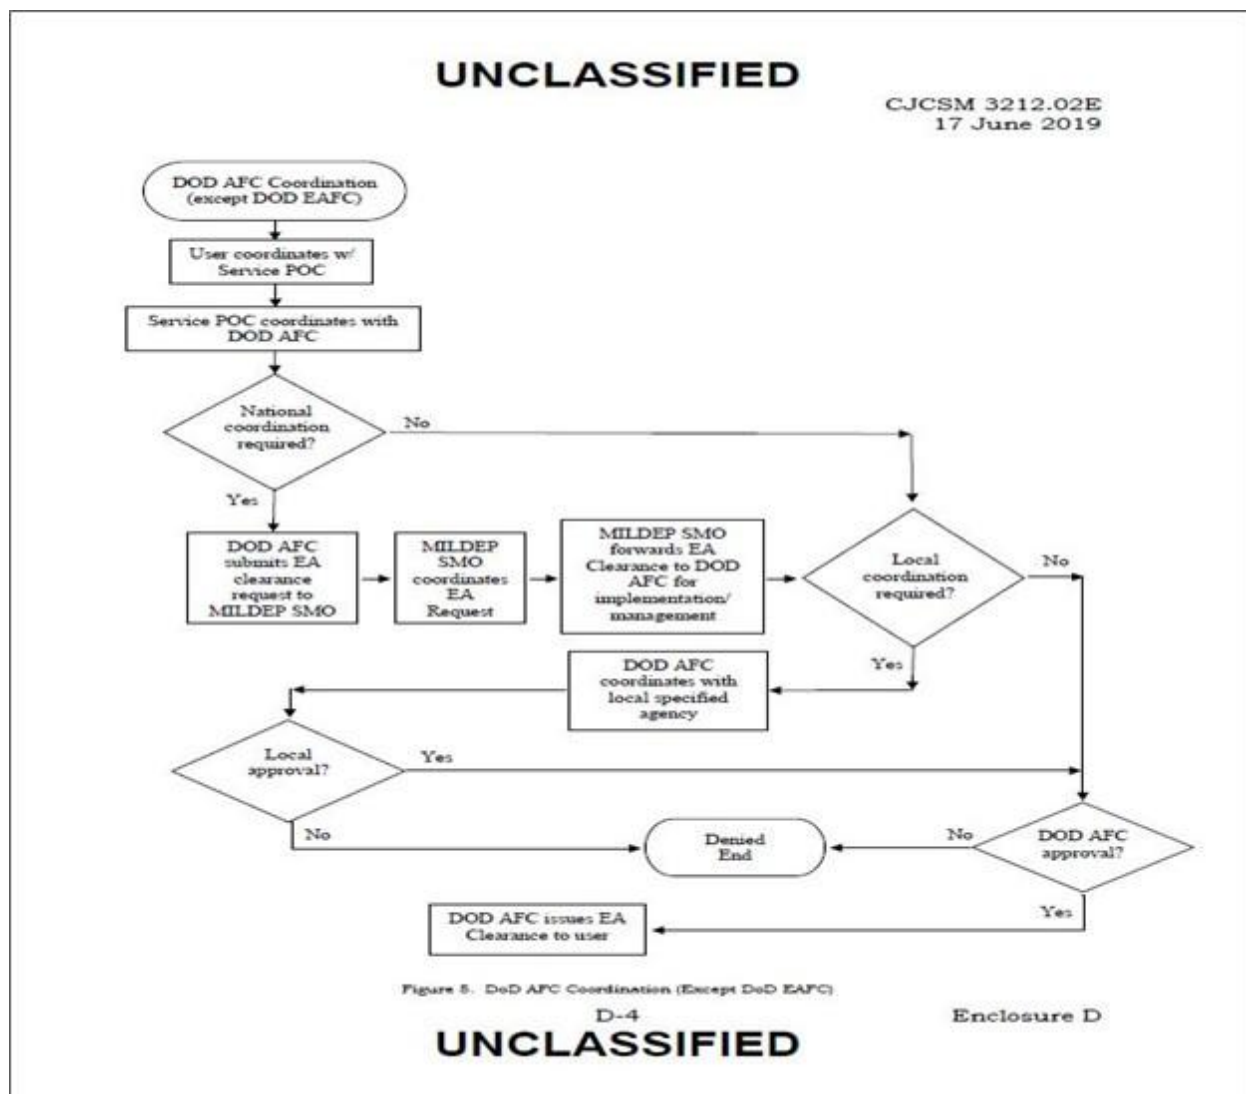 UNCLASSIFIED
CJCSM 3212.02E
17 June 2019
DOD AFC Coordination
(except DOD EAFC)
User coordinates w/
Service POC
Service POC coordinates with
DOD AFC
National
coordination
required?
No
Yes
DOD AFC
submits EA
clearance
request to
MILDEP SMO
MILDEP
SMO
coordinates
EA
Request
MILDEP SMO
forwards EA
Clearance to DOD
AFC for
implementation/
management
Local
coordination
required?
No
Yes
DOD AFC
coordinates with
local specified
agency
Local
approval?
Yes
No
Denied
End
No
DOD AFC
approval?
Yes
DOD AFC issues EA
Clearance to user
Figure 5. DoD AFC Coordination (Except DoD EAFC)
D-4
Enclosure D
UNCLASSIFIED